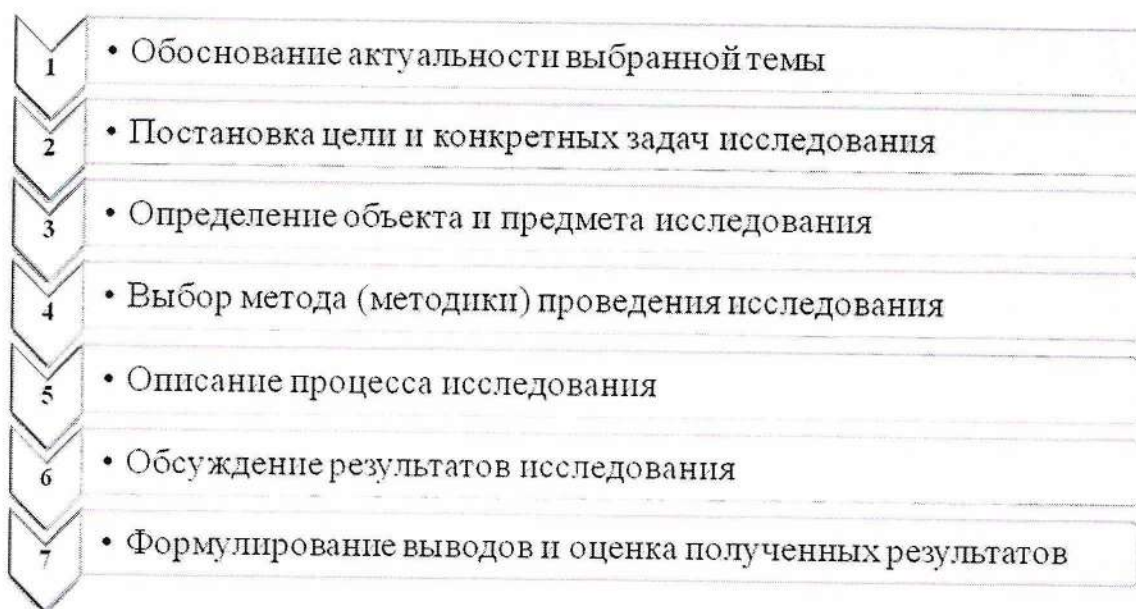 1 • Обоснование актуальности выбранной темы
2 • Постановка цели и конкретных задач исследования
3 • Определение объекта и предмета исследования
4 • Выбор метода (методики) проведения исследования
5 • Описание процесса исследования
6 • Обсуждение результатов исследования
7 • Формулирование выводов и оценка полученных результатов